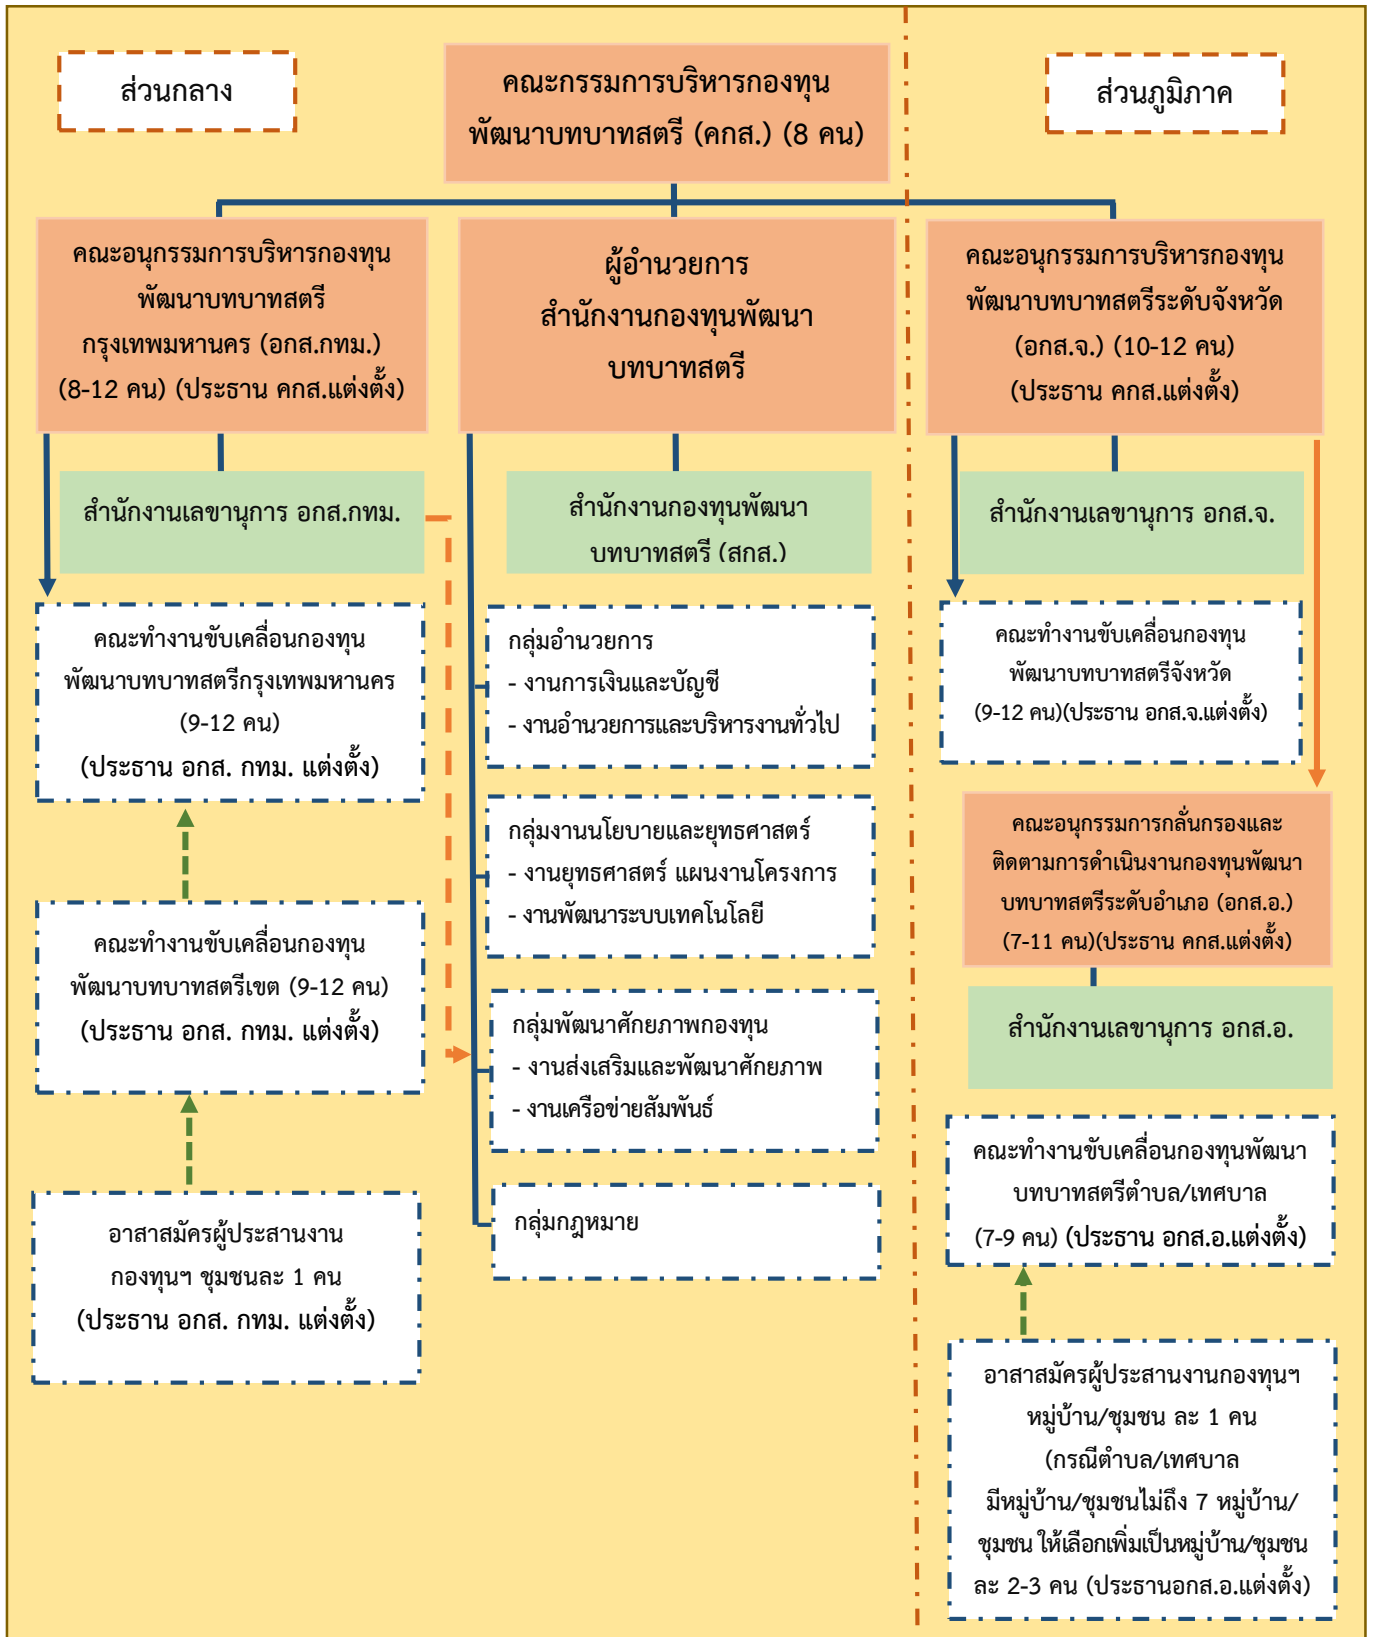 ส่วนกลาง
คณะกรรมการบริหารกองทุน
พัฒนาบทบาทสตรี (คกส.) (8 คน)
ส่วนภูมิภาค
คณะอนุกรรมการบริหารกองทุน
พัฒนาบทบาทสตรี
กรุงเทพมหานคร (อกส.กทม.)
(8-12 คน) (ประธาน คกส.แต่งตั้ง)
สำนักงานเลขานุการ อกส.กทม.
คณะทำงานขับเคลื่อนกองทุน
พัฒนาบทบาทสตรีกรุงเทพมหานคร
(9-12 คน)
(ประธาน อกส. กทม. แต่งตั้ง)
คณะทำงานขับเคลื่อนกองทุน
พัฒนาบทบาทสตรีเขต (9-12 คน)
(ประธาน อกส. กทม. แต่งตั้ง)
อาสาสมัครผู้ประสานงาน
กองทุนฯ ชุมชนละ 1 คน
(ประธาน อกส. กทม. แต่งตั้ง)
ผู้อำนวยการ
สำนักงานกองทุนพัฒนา
บทบาทสตรี
สำนักงานกองทุนพัฒนา
บทบาทสตรี (สกส.)
กลุ่มอำนวยการ
- งานการเงินและบัญชี
- งานอำนวยการและบริหารงานทั่วไป
กลุ่มงานนโยบายและยุทธศาสตร์
- งานยุทธศาสตร์ แผนงานโครงการ
- งานพัฒนาระบบเทคโนโลยี
กลุ่มพัฒนาศักยภาพกองทุน
- งานส่งเสริมและพัฒนาศักยภาพ
- งานเครือข่ายสัมพันธ์
กลุ่มกฎหมาย
คณะอนุกรรมการบริหารกองทุน
พัฒนาบทบาทสตรีระดับจังหวัด
(อกส.จ.) (10-12 คน)
(ประธาน คกส.แต่งตั้ง)
สำนักงานเลขานุการ อกส.จ.
คณะทำงานขับเคลื่อนกองทุน
พัฒนาบทบาทสตรีจังหวัด
(9-12 คน)(ประธาน อกส.จ.แต่งตั้ง)
คณะอนุกรรมการกลั่นกรองและ
ติดตามการดำเนินงานกองทุนพัฒนา
บทบาทสตรีระดับอำเภอ (อกส.อ.)
(7-11 คน)(ประธาน คกส.แต่งตั้ง)
สำนักงานเลขานุการ อกส.อ.
คณะทำงานขับเคลื่อนกองทุนพัฒนา
บทบาทสตรีตำบล/เทศบาล
(7-9 คน) (ประธาน อกส.อ.แต่งตั้ง)
อาสาสมัครผู้ประสานงานกองทุนฯ
หมู่บ้าน/ชุมชน ละ 1 คน
(กรณีตำบล/เทศบาล
มีหมู่บ้าน/ชุมชนไม่ถึง 7 หมู่บ้าน/
ชุมชน ให้เลือกเพิ่มเป็นหมู่บ้าน/ชุมชน
ละ 2-3 คน (ประธานอกส.อ.แต่งตั้ง)